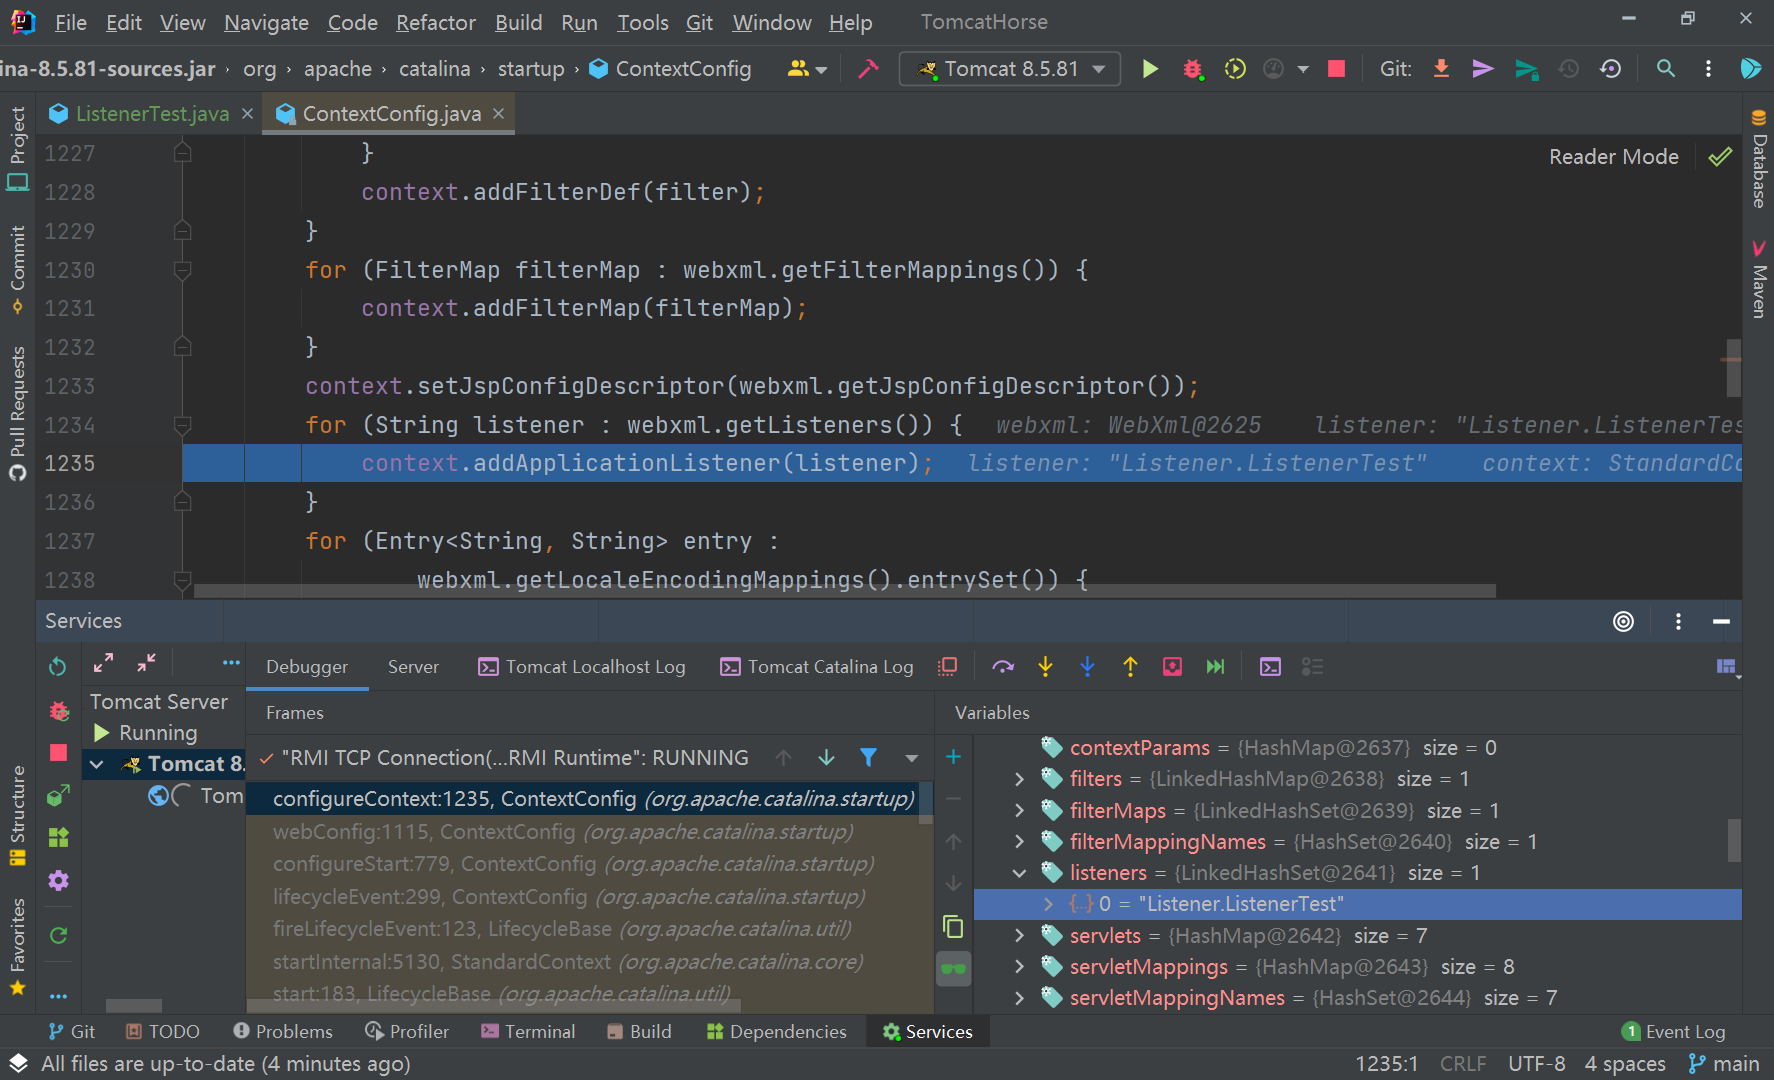 File Edit View Navigate Code Refactor Build Run Tools Git Window Help TomcatHorse
ina-8.5.81-sources.jar › org › apache › catalina › startup › ContextConfig Tomcat 8.5.81 Git:
ListenerTest.java × ContextConfig.java ×
Reader Mode
1227 }
1228 context.addFilterDef(filter);
1229 }
1230 for (FilterMap filterMap : webxml.getFilterMappings()) {
1231 context.addFilterMap(filterMap);
1232 }
1233 context.setJspConfigDescriptor(webxml.getJspConfigDescriptor());
1234 for (String listener : webxml.getListeners()) { webxml: WebXml@2625 listener: "Listener.ListenerTes
1235 context.addApplicationListener(listener); listener: "Listener.ListenerTest" context: StandardCo
1236 }
1237 for (Entry<String, String> entry :
1238 webxml.getLocaleEncodingMappings().entrySet()) {
Project
Commit
Pull Requests
Structure
Favorites
Database
Maven
Services
Debugger Server Tomcat Localhost Log Tomcat Catalina Log
Tomcat Server
Running
Tomcat 8.
Tom
Frames
"RMI TCP Connection(...RMI Runtime": RUNNING
configureContext:1235, ContextConfig (org.apache.catalina.startup)
webConfig:1115, ContextConfig (org.apache.catalina.startup)
configureStart:779, ContextConfig (org.apache.catalina.startup)
lifecycleEvent:299, ContextConfig (org.apache.catalina.startup)
fireLifecycleEvent:123, LifecycleBase (org.apache.catalina.util)
startInternal:5130, StandardContext (org.apache.catalina.core)
start:183, LifecycleBase (org.apache.catalina.util)
Variables
contextParams = {HashMap@2637} size = 0
filters = {LinkedHashMap@2638} size = 1
filterMaps = {LinkedHashSet@2639} size = 1
filterMappingNames = {HashSet@2640} size = 1
listeners = {LinkedHashSet@2641} size = 1
0 = "Listener.ListenerTest"
servlets = {HashMap@2642} size = 7
servletMappings = {HashMap@2643} size = 8
servletMappingNames = {HashSet@2644} size = 7
Git TODO Problems Profiler Terminal Build Dependencies Services 1 Event Log
All files are up-to-date (4 minutes ago) 1235:1 CRLF UTF-8 4 spaces main